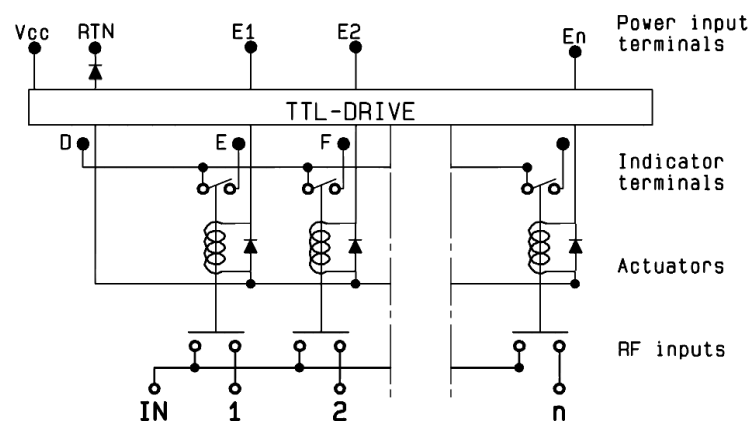 Vcc RTN E1 E2 En Power input
terminals
TTL-DRIVE
D E F
Indicator
terminals
Actuators
RF inputs
IN 1 2 n